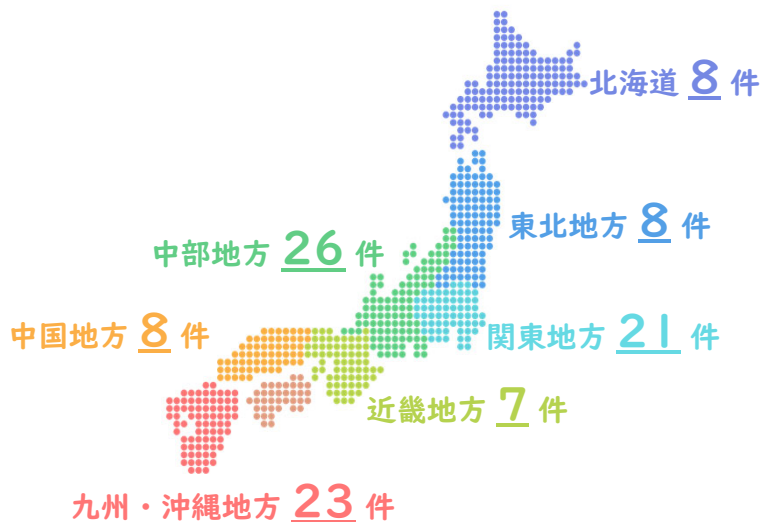 北海道 8 件
東北地方 8 件
中部地方 26 件
中国地方 8 件
関東地方 21 件
近畿地方 7 件
九州・沖縄地方 23 件